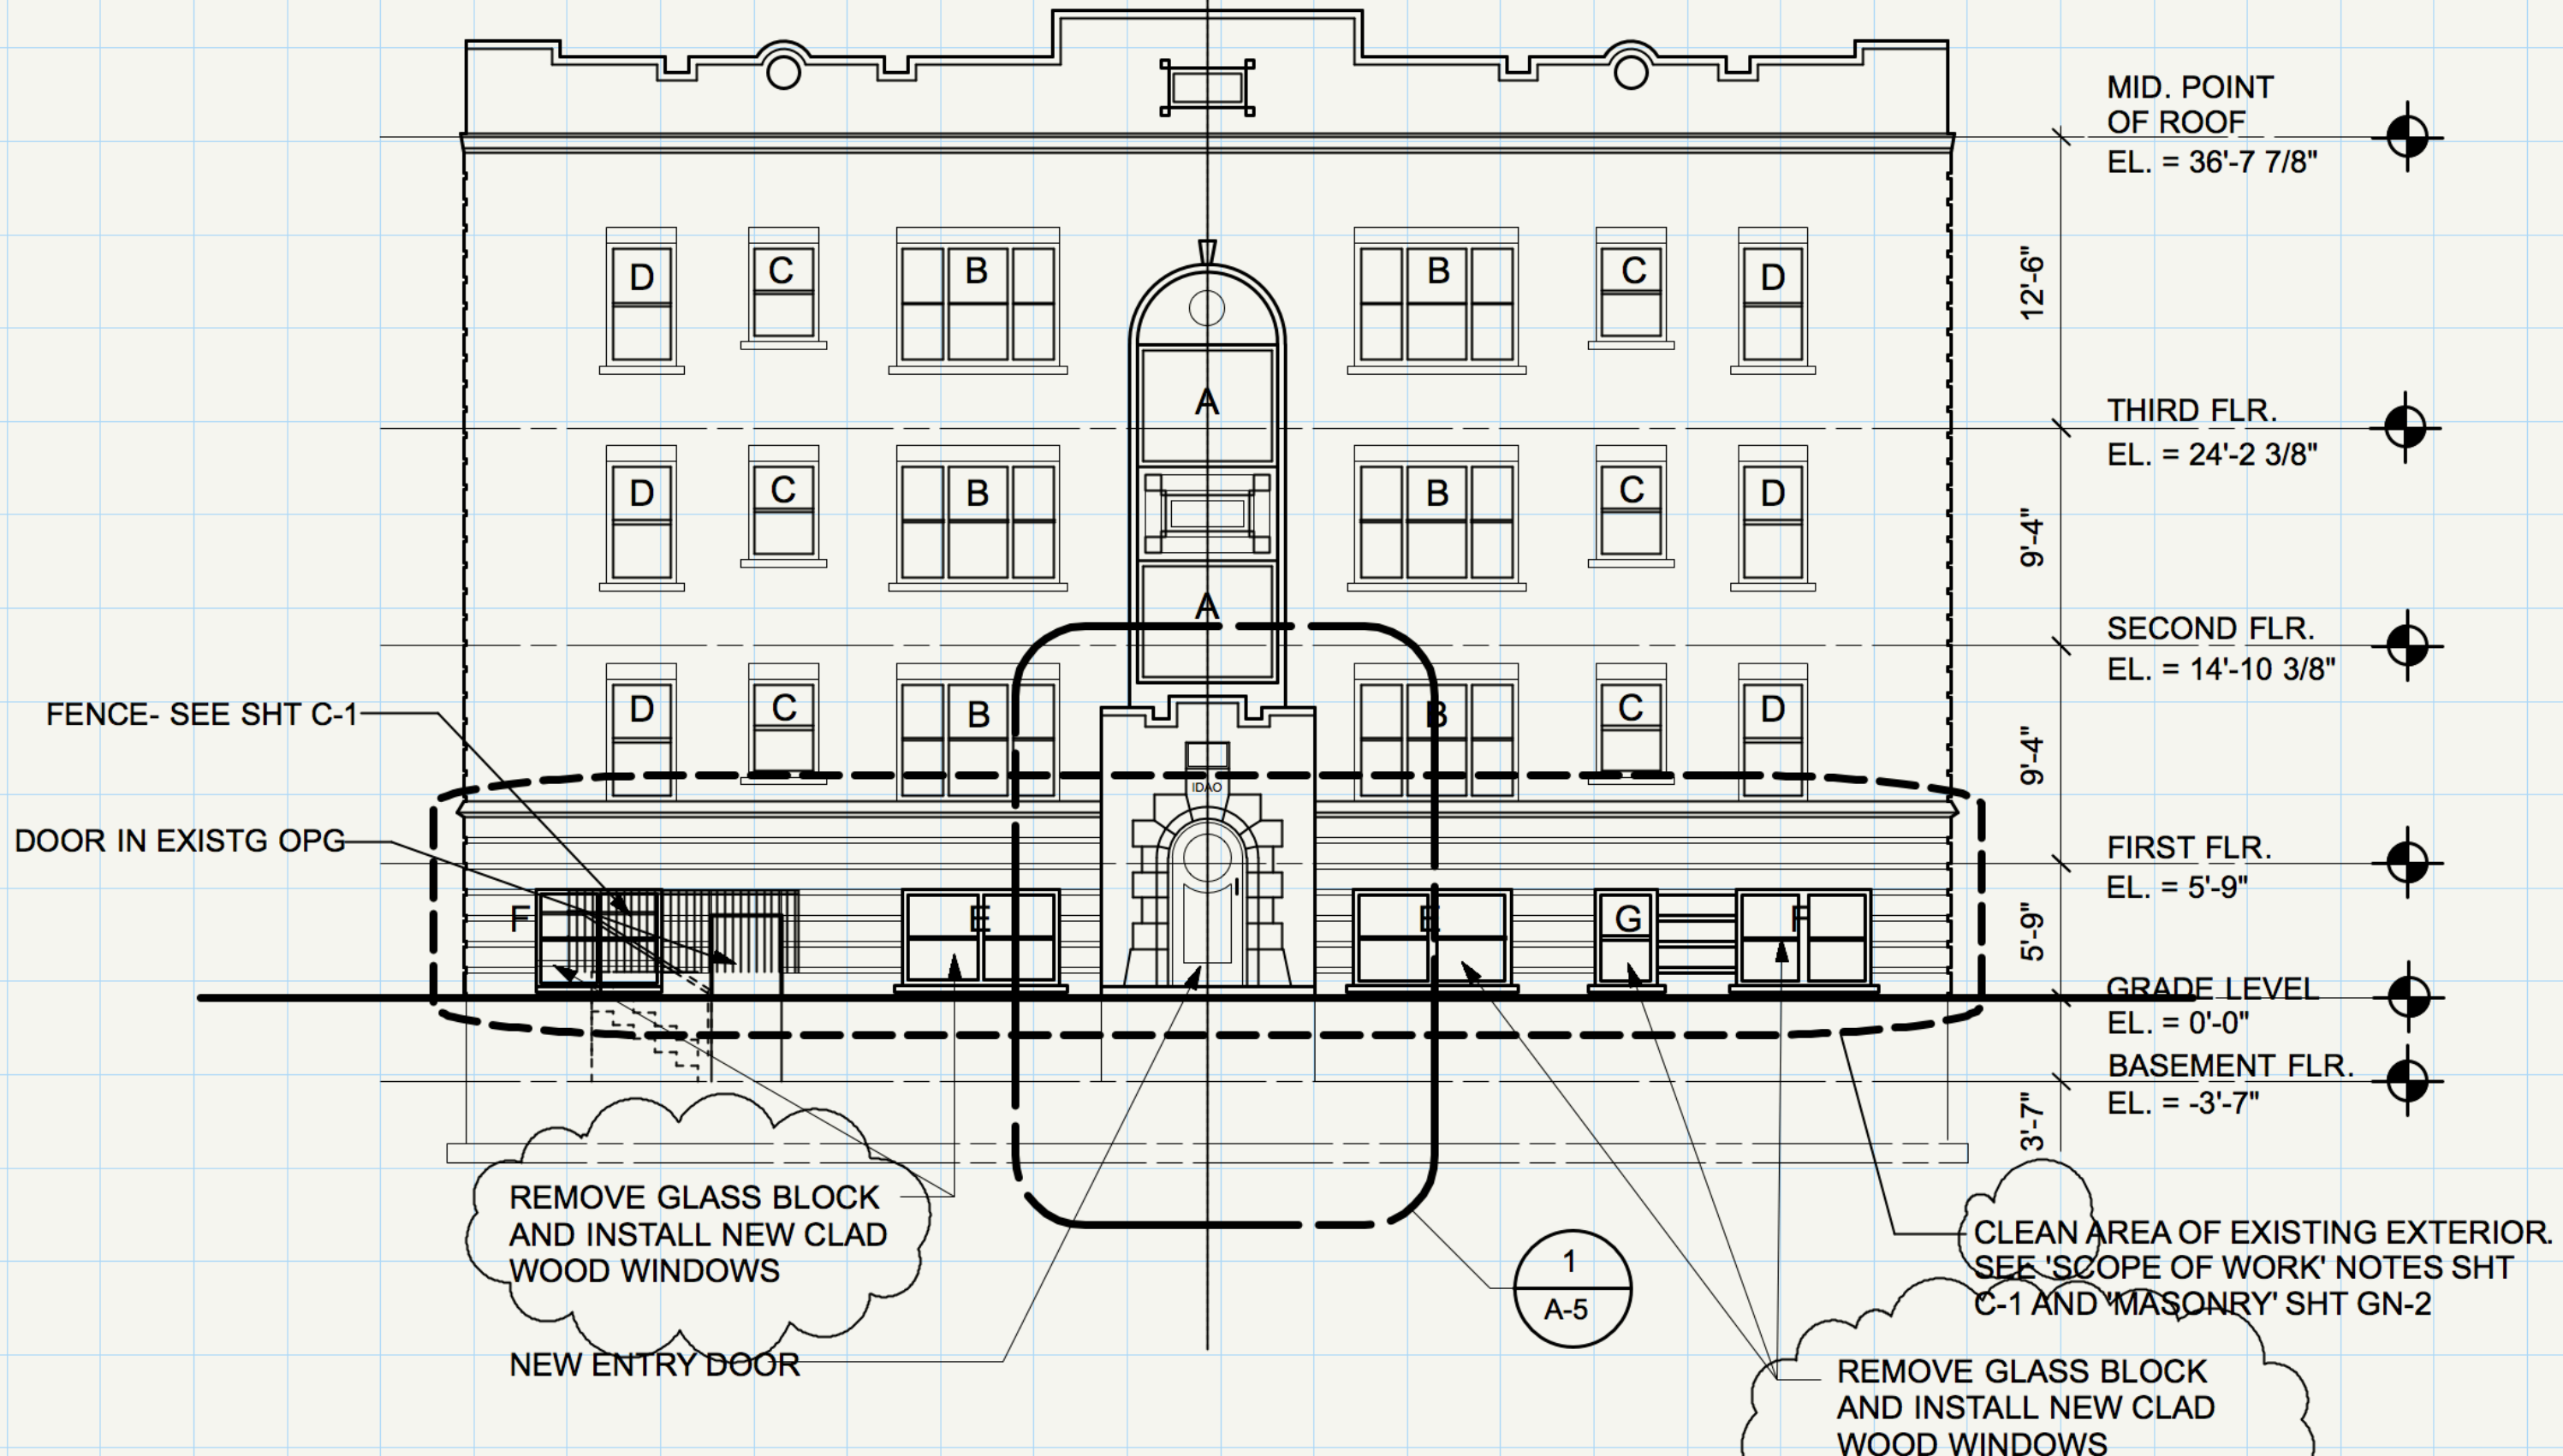 MID. POINT
OF ROOF
EL. = 36'-7 7/8"
12'-6"
D C B B C D
A
THIRD FLR.
EL. = 24'-2 3/8"
D C B B C D
9'-4"
A
SECOND FLR.
EL. = 14'-10 3/8"
D C B B C D
FENCE- SEE SHT C-1
9'-4"
IDAO
DOOR IN EXISTG OPG
FIRST FLR.
EL. = 5'-9"
F E E G F
5'-9"
GRADE LEVEL
EL. = 0'-0"
BASEMENT FLR.
EL. = -3'-7"
3'-7"
REMOVE GLASS BLOCK
AND INSTALL NEW CLAD
WOOD WINDOWS
NEW ENTRY DOOR
1
A-5
CLEAN AREA OF EXISTING EXTERIOR.
SEE 'SCOPE OF WORK' NOTES SHT
C-1 AND 'MASONRY' SHT GN-2
REMOVE GLASS BLOCK
AND INSTALL NEW CLAD
WOOD WINDOWS